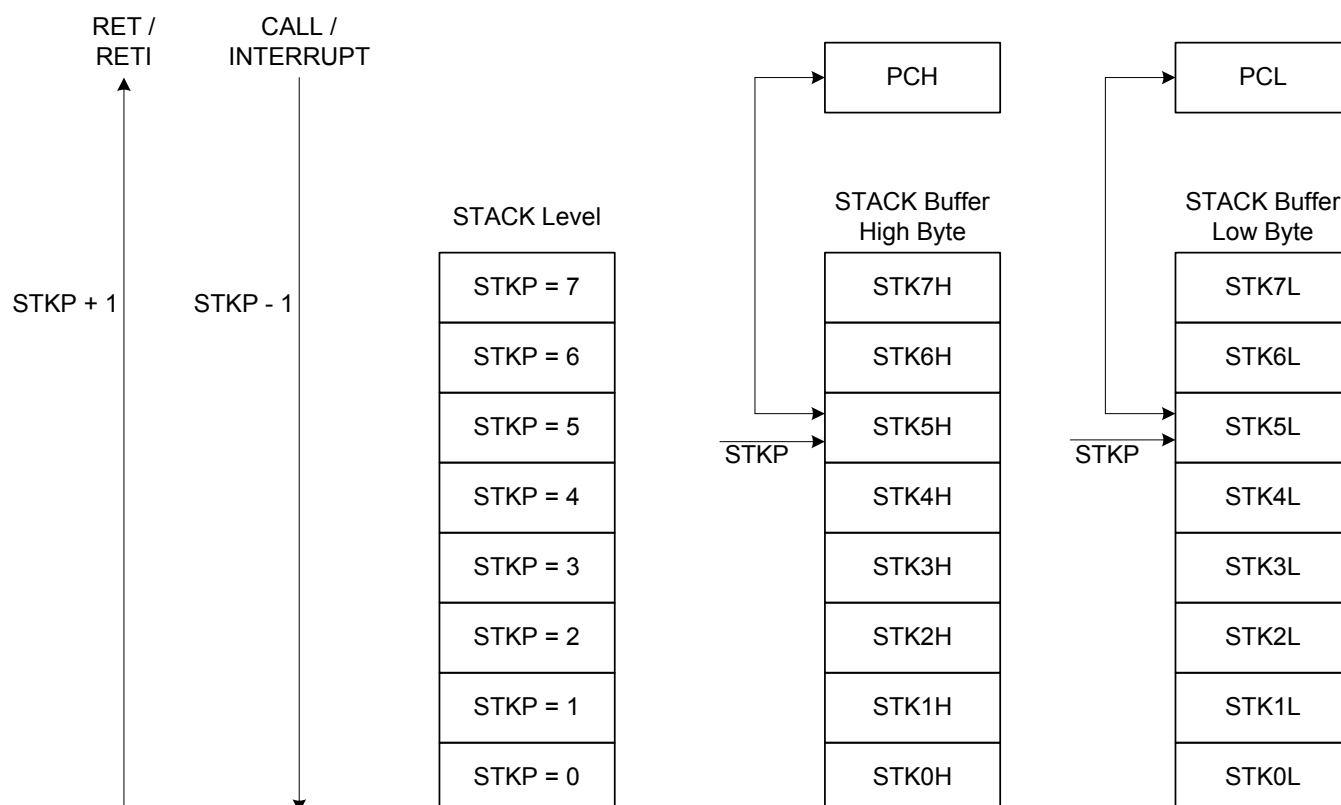 RET /
RETI
CALL /
INTERRUPT
PCH
PCL
STACK Level
STACK Buffer
High Byte
STACK Buffer
Low Byte
STKP + 1
STKP - 1
STKP = 7
STKP = 6
STKP = 5
STKP = 4
STKP = 3
STKP = 2
STKP = 1
STKP = 0
STKP
STK7H
STK6H
STK5H
STK4H
STK3H
STK2H
STK1H
STK0H
STKP
STK7L
STK6L
STK5L
STK4L
STK3L
STK2L
STK1L
STK0L